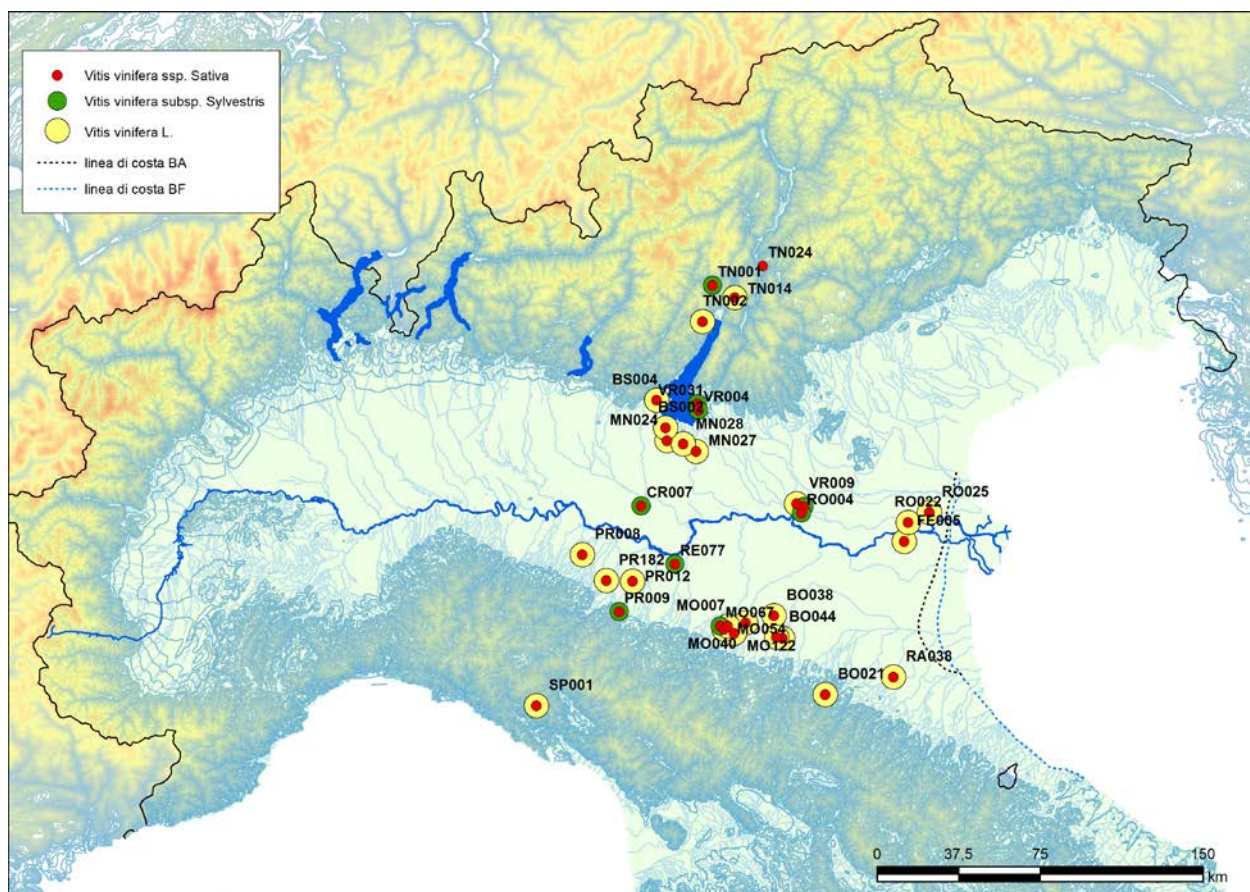 Vitis vinifera ssp. Sativa
Vitis vinifera subsp. Sylvestris
Vitis vinifera L.
linea di costa BA
linea di costa BF
TN024
TN001
TN014
TN002
BS004
VR031
VR004
BS002
MN024
MN028
MN027
CR007
VR009
RO004
RO025
RO022
FE005
PR008
RE077
PR182
PR012
PR009
BO038
MO007
MO067
BO044
MO054
MO040
MO122
RA038
BO021
SP001
0 37,5 75 150
km